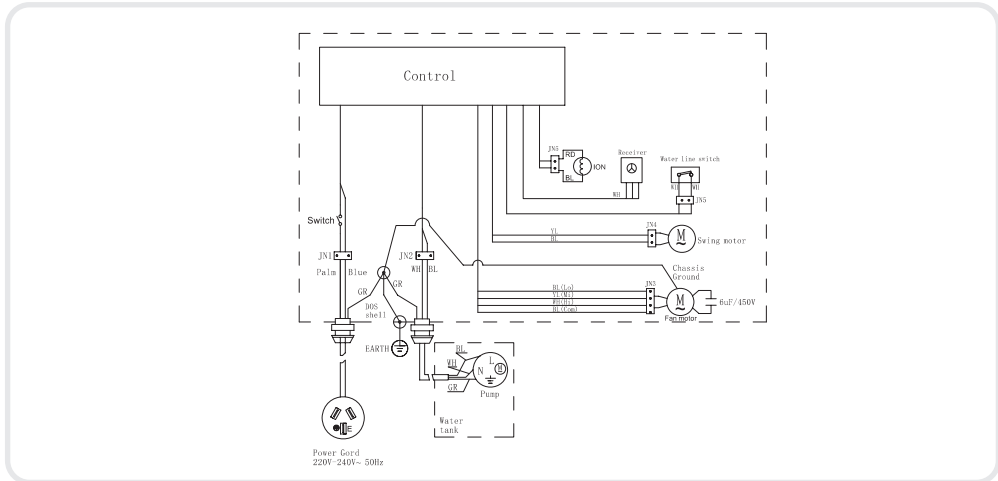 Control
JN3
RD
BL
ION
Receiver
WH
Water line switch
WH
WH
JN5
Switch
YL
BL
JN4
M
Swing motor
JN1
JN2
Palm
Blue
WH
BL
GR
GR
Chassis
Ground
DOS
shell
BL(Lo)
YL(Mi)
WH(Hi)
BL(Com)
JN3
M
6uF/450V
Fan motor
EARTH
BL
WH
GR
L
N
M
Pump
Water
tank
E
Power Gord
220V-240V~ 50Hz